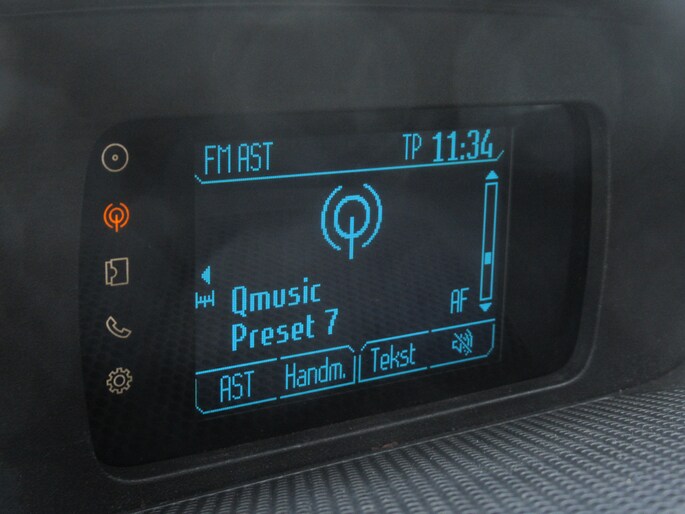 FM AST TP 11:34
Qmusic
Preset 7 AF
AST Handm. Tekst